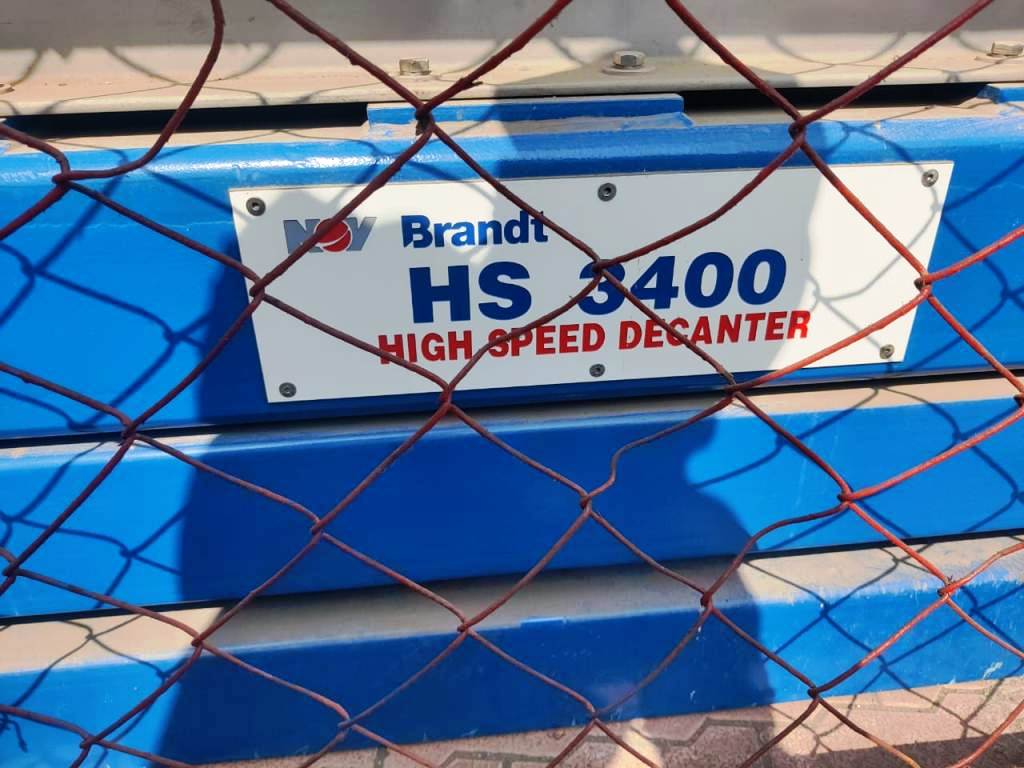 NOV Brandt
HS 3400
HIGH SPEED DECANTER